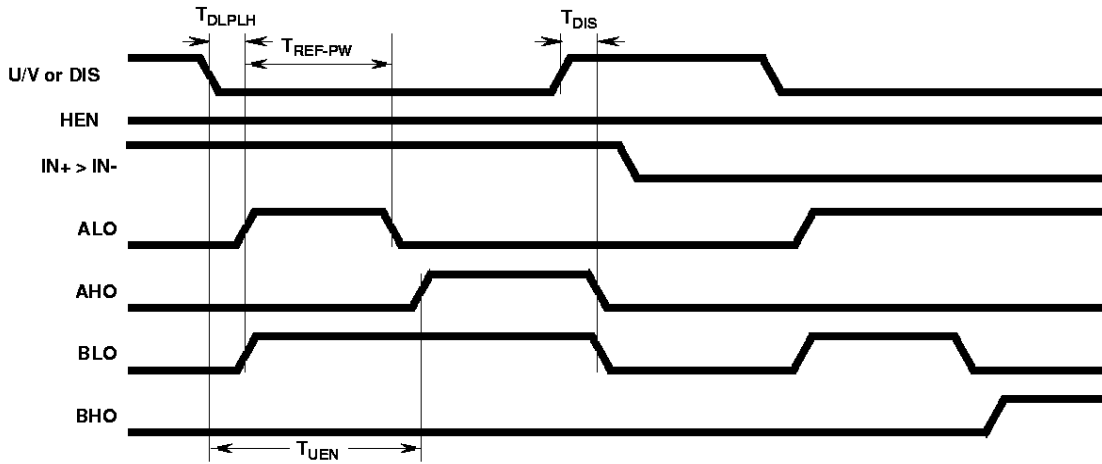 TDLPLH
TDIS
TREF-PW
U/V or DIS
HEN
IN+ > IN-
ALO
AHO
BLO
BHO
TUEN